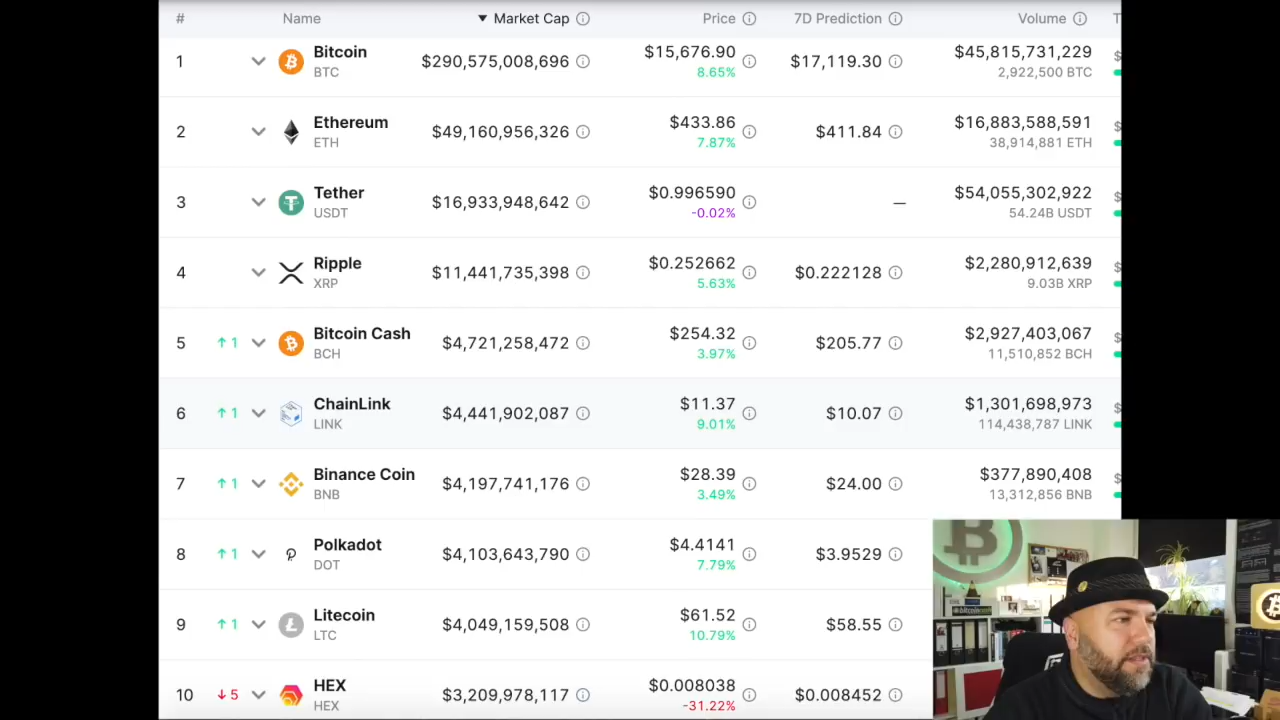 # Name ▼ Market Cap Price 7D Prediction Volume T
1 Bitcoin $290,575,008,696 $15,676.90 $17,119.30 $45,815,731,229 $
BTC 8.65% 2,922,500 BTC
2 Ethereum $49,160,956,326 $433.86 $411.84 $16,883,588,591 $
ETH 7.87% 38,914,881 ETH
3 Tether $16,933,948,642 $0.996590 — $54,055,302,922 $
USDT -0.02% 54.24B USDT
4 Ripple $11,441,735,398 $0.252662 $0.222128 $2,280,912,639 $
XRP 5.63% 9.03B XRP
5 ↑ 1 Bitcoin Cash $4,721,258,472 $254.32 $205.77 $2,927,403,067 $
BCH 3.97% 11,510,852 BCH
6 ↑ 1 ChainLink $4,441,902,087 $11.37 $10.07 $1,301,698,973 $
LINK 9.01% 114,438,787 LINK
7 ↑ 1 Binance Coin $4,197,741,176 $28.39 $24.00 $377,890,408 $
BNB 3.49% 13,312,856 BNB
8 ↑ 1 Polkadot $4,103,643,790 $4.4141 $3.9529
DOT 7.79%
9 ↑ 1 Litecoin $4,049,159,508 $61.52 $58.55
LTC 10.79%
10 ↓ 5 HEX $3,209,978,117 $0.008038 $0.008452
HEX -31.22%
bitcoin